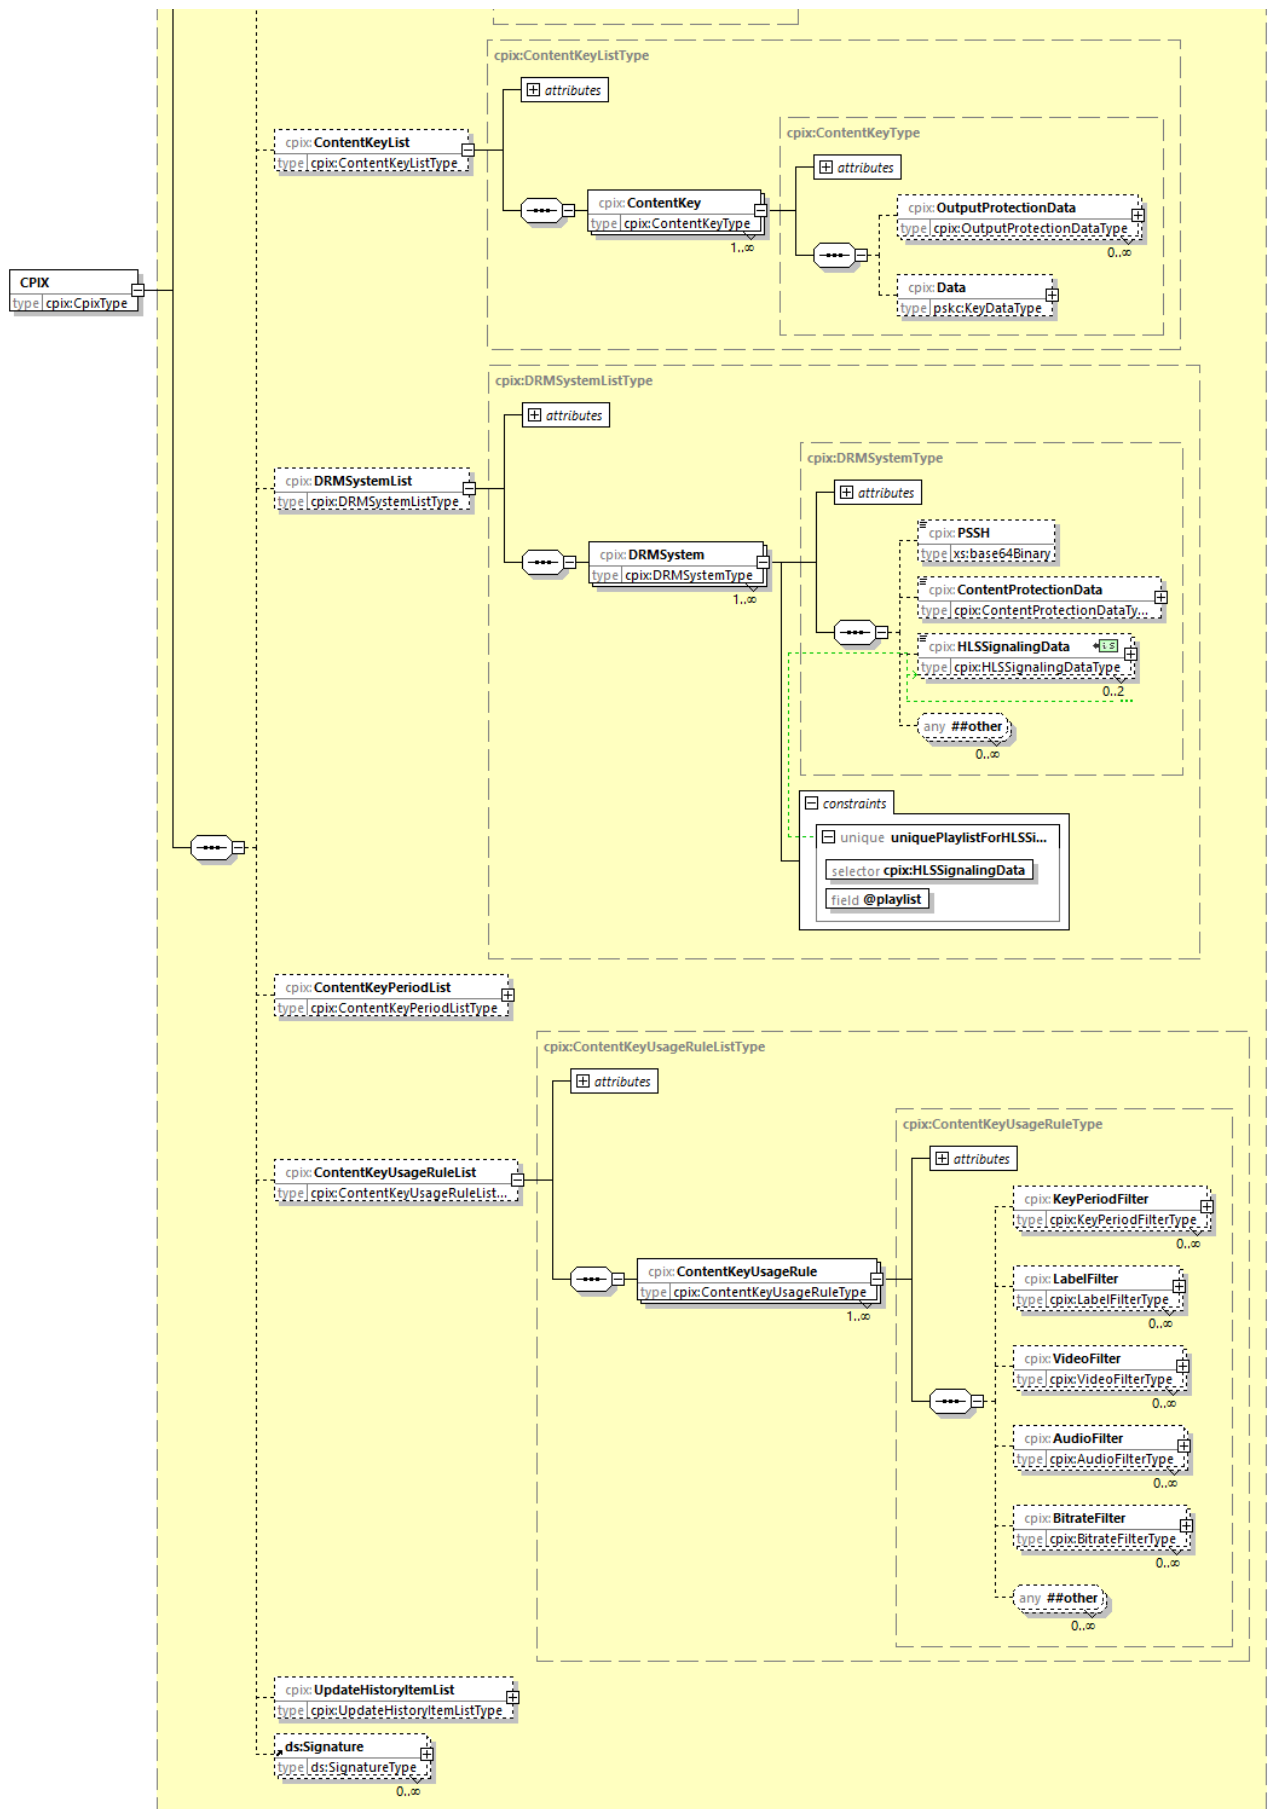 cpix:ContentKeyListType
attributes
cpix:ContentKeyType
cpix: ContentKeyList
type cpix:ContentKeyListType
attributes
cpix: ContentKey
type cpix:ContentKeyType
1..∞
cpix: OutputProtectionData
type cpix:OutputProtectionDataType
0..∞
cpix: Data
type pskc:KeyDataType
CPIX
type cpix:CpixType
cpix:DRMSystemListType
attributes
cpix:DRMSystemType
cpix: DRMSystemList
type cpix:DRMSystemListType
attributes
cpix: DRMSystem
type cpix:DRMSystemType
1..∞
cpix: PSSH
type xs:base64Binary
cpix: ContentProtectionData
type cpix:ContentProtectionDataTy...
cpix: HLSSignalingData is
type cpix:HLSSignalingDataType
0..2
...
any ##other
0..∞
constraints
unique uniquePlaylistForHLSSi...
selector cpix:HLSSignalingData
field @playlist
cpix: ContentKeyPeriodList
type cpix:ContentKeyPeriodListType
cpix:ContentKeyUsageRuleListType
attributes
cpix:ContentKeyUsageRuleType
cpix: ContentKeyUsageRuleList
type cpix:ContentKeyUsageRuleList...
attributes
cpix: ContentKeyUsageRule
type cpix:ContentKeyUsageRuleType
1..∞
cpix: KeyPeriodFilter
type cpix:KeyPeriodFilterType
0..∞
cpix: LabelFilter
type cpix:LabelFilterType
0..∞
cpix: VideoFilter
type cpix:VideoFilterType
0..∞
cpix: AudioFilter
type cpix:AudioFilterType
0..∞
cpix: BitrateFilter
type cpix:BitrateFilterType
0..∞
any ##other
0..∞
cpix: UpdateHistoryItemList
type cpix:UpdateHistoryItemListType
ds:Signature
type ds:SignatureType
0..∞